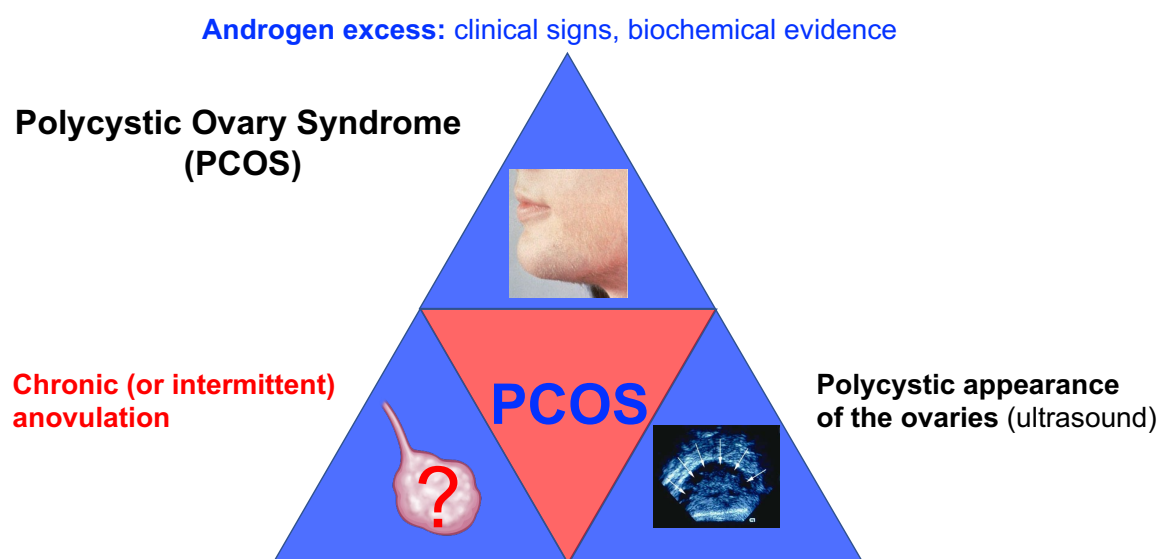 Androgen excess: clinical signs, biochemical evidence
Polycystic Ovary Syndrome
(PCOS)
Chronic (or intermittent)
anovulation
PCOS
Polycystic appearance
of the ovaries (ultrasound)
?